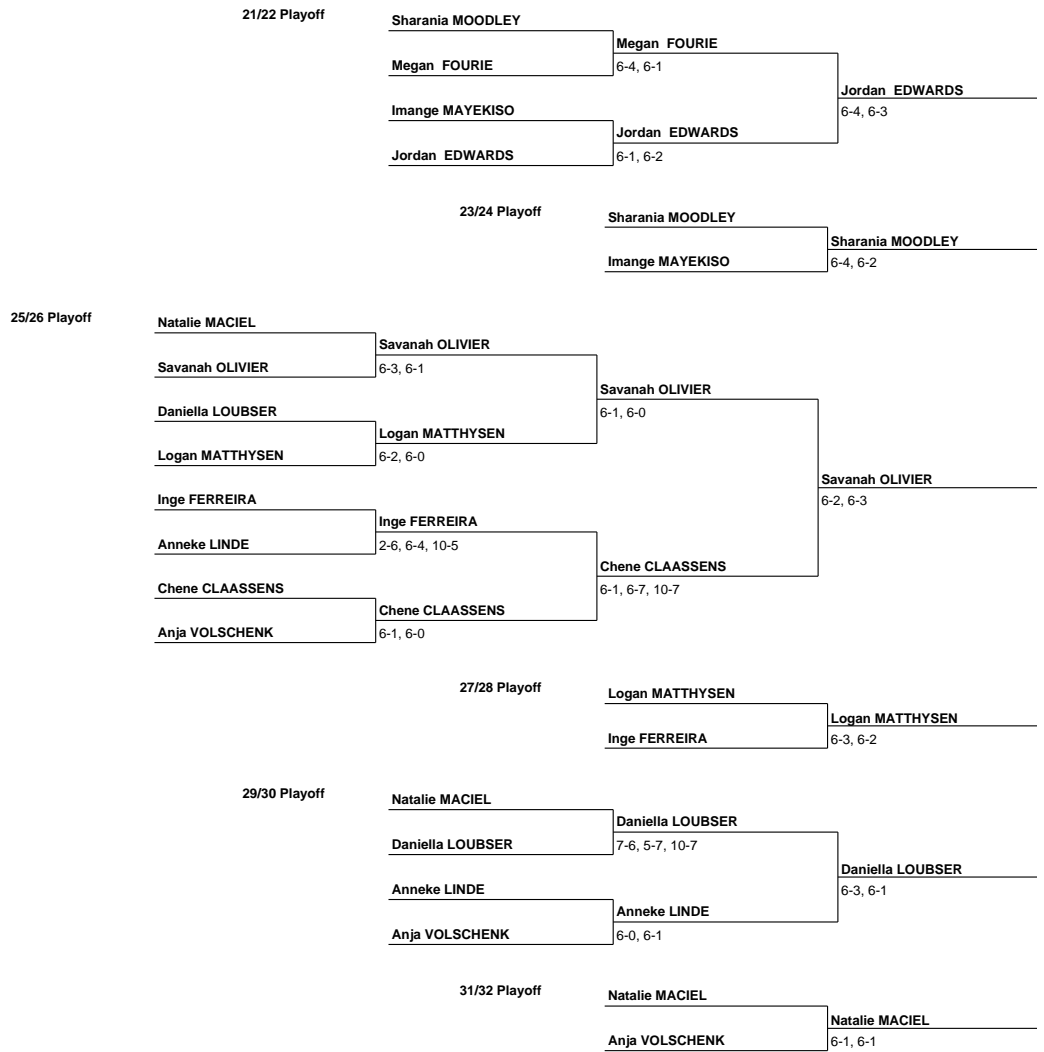 21/22 Playoff
Sharania MOODLEY
Megan  FOURIE
Megan  FOURIE
6-4, 6-1
Jordan  EDWARDS
6-4, 6-3
Imange MAYEKISO
Jordan  EDWARDS
Jordan  EDWARDS
6-1, 6-2
23/24 Playoff
Sharania MOODLEY
Sharania MOODLEY
Imange MAYEKISO
6-4, 6-2
25/26 Playoff
Natalie MACIEL
Savanah OLIVIER
Savanah OLIVIER
6-3, 6-1
Savanah OLIVIER
6-1, 6-0
Daniella LOUBSER
Logan MATTHYSEN
Logan MATTHYSEN
6-2, 6-0
Savanah OLIVIER
6-2, 6-3
Inge FERREIRA
Inge FERREIRA
Anneke LINDE
2-6, 6-4, 10-5
Chene CLAASSENS
6-1, 6-7, 10-7
Chene CLAASSENS
Chene CLAASSENS
Anja VOLSCHENK
6-1, 6-0
27/28 Playoff
Logan MATTHYSEN
Logan MATTHYSEN
Inge FERREIRA
6-3, 6-2
29/30 Playoff
Natalie MACIEL
Daniella LOUBSER
Daniella LOUBSER
7-6, 5-7, 10-7
Daniella LOUBSER
6-3, 6-1
Anneke LINDE
Anneke LINDE
Anja VOLSCHENK
6-0, 6-1
31/32 Playoff
Natalie MACIEL
Natalie MACIEL
Anja VOLSCHENK
6-1, 6-1